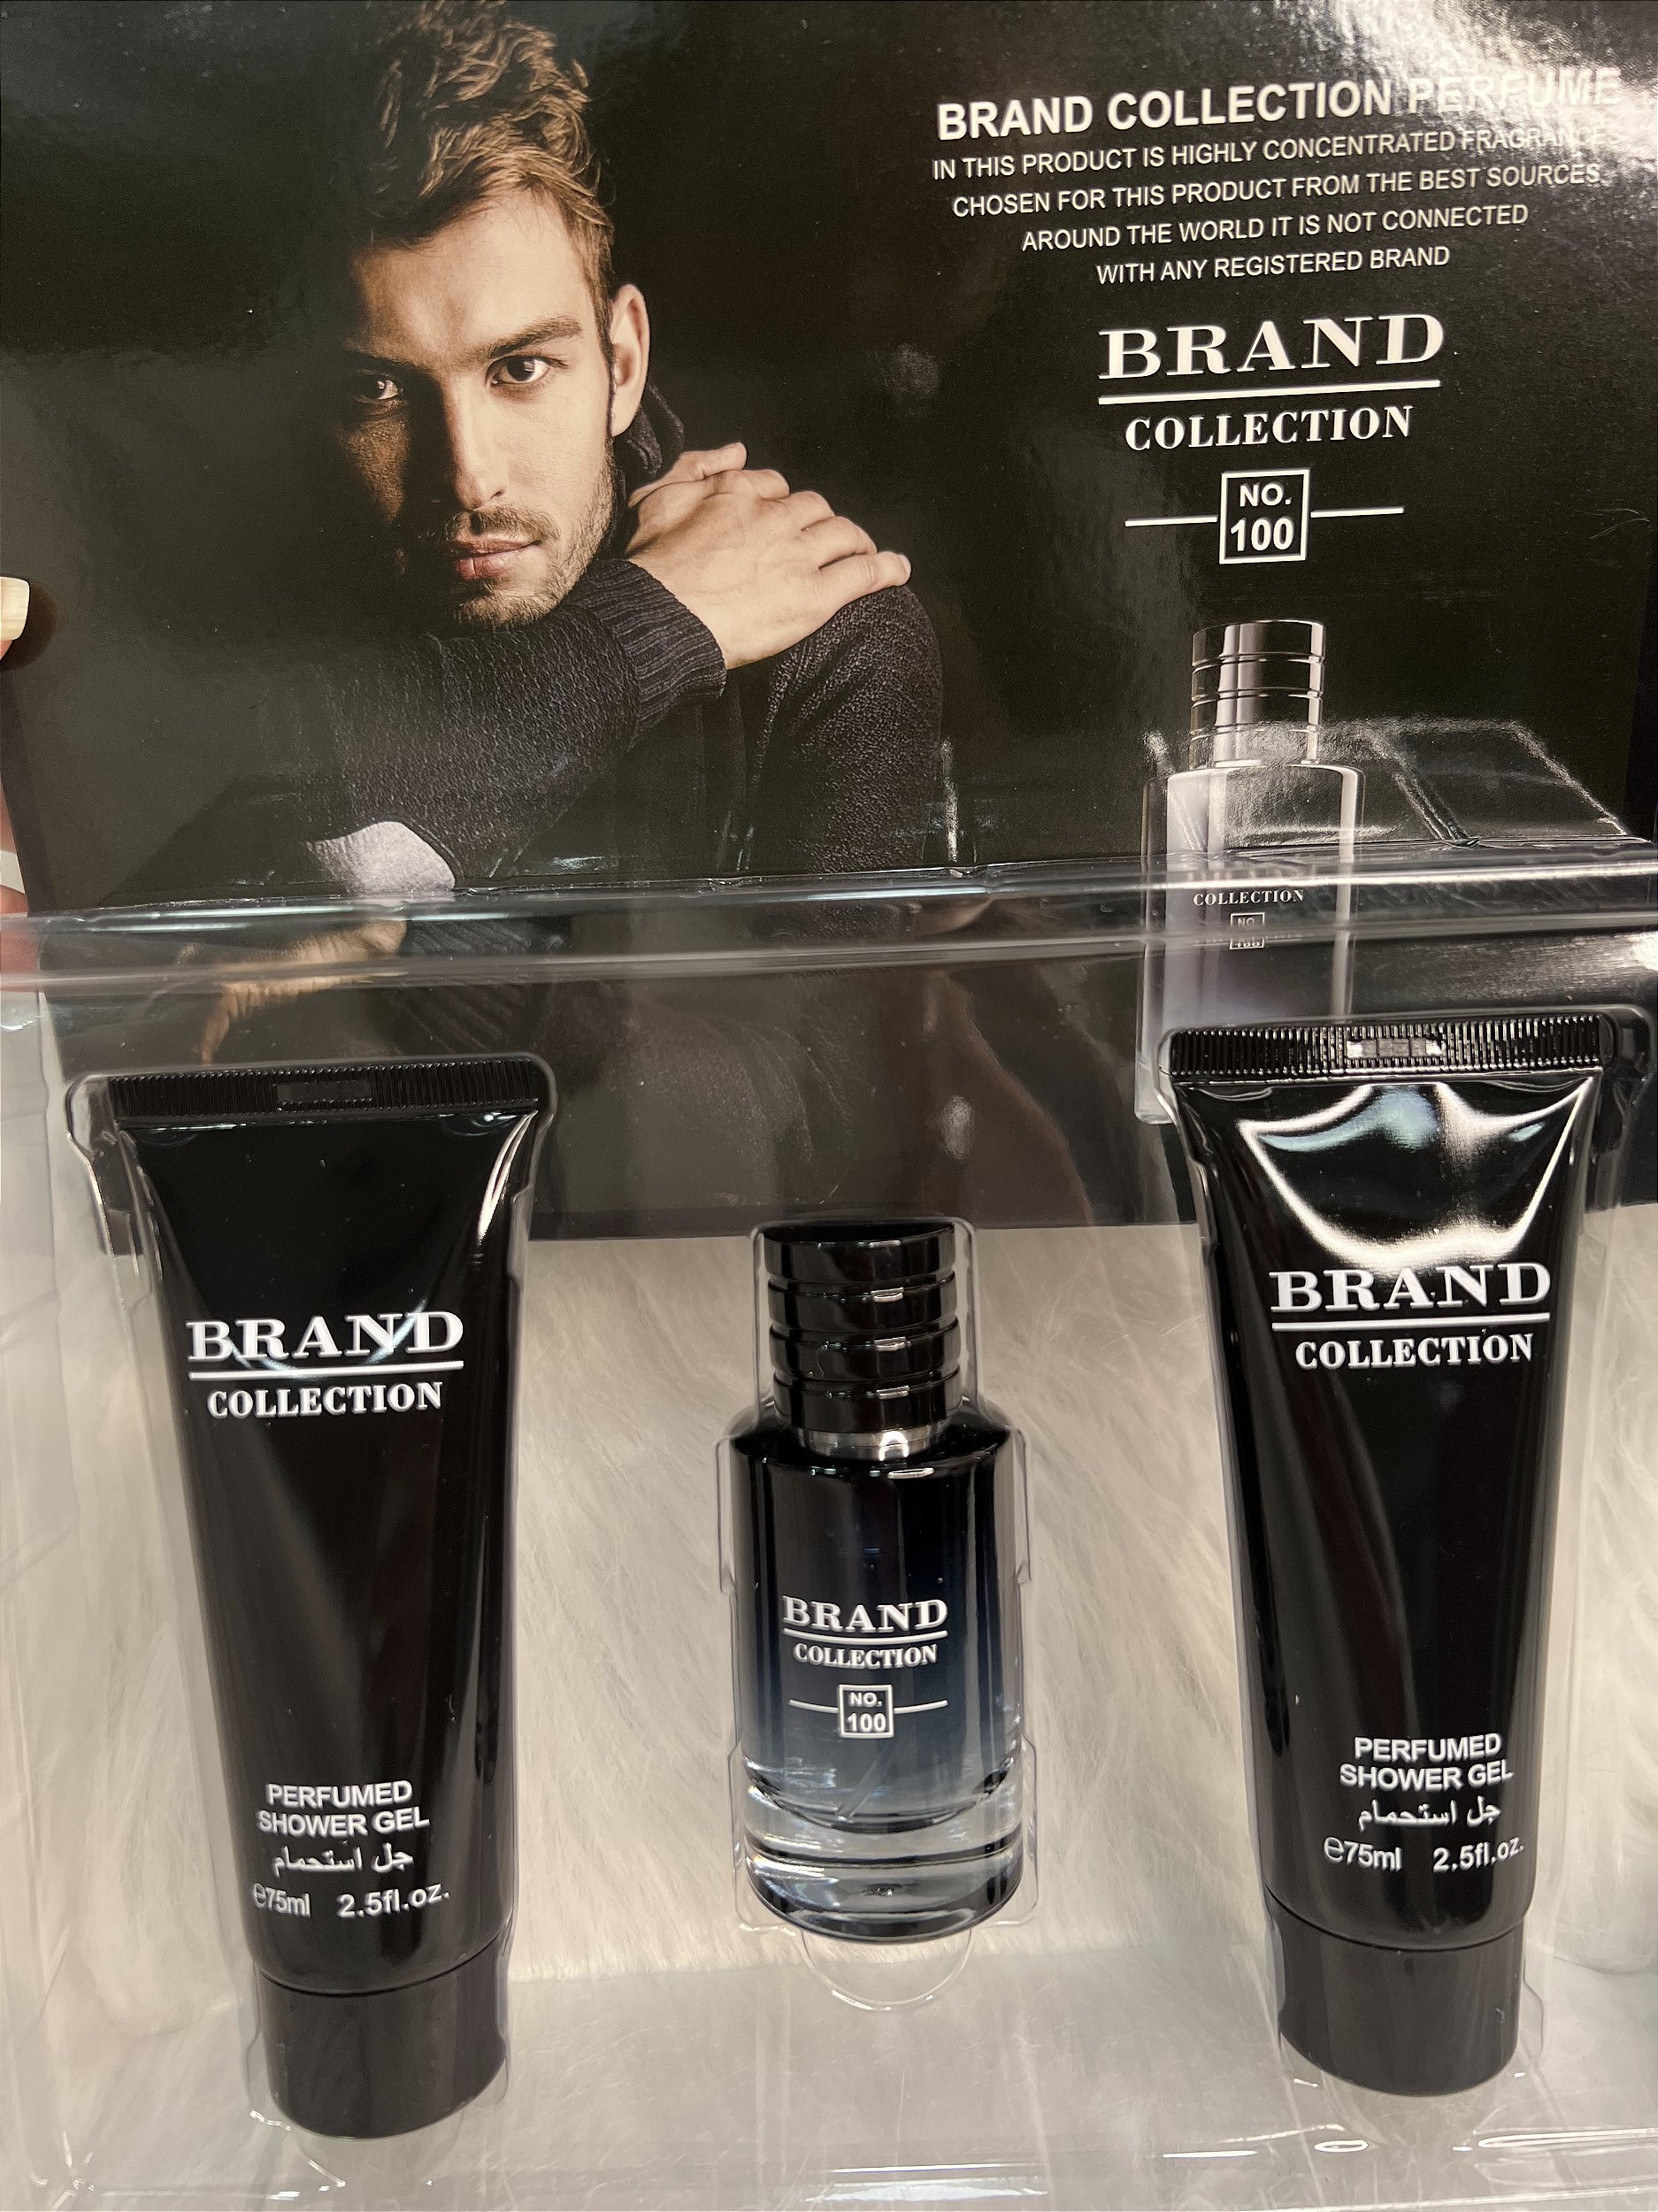 BRAND COLLECTION PERFUME
IN THIS PRODUCT IS HIGHLY CONCENTRATED FRAGRANCES
CHOSEN FOR THIS PRODUCT FROM THE BEST SOURCES
AROUND THE WORLD IT IS NOT CONNECTED
WITH ANY REGISTERED BRAND
BRAND
COLLECTION
NO.
100
COLLECTION
NO.
BRAND
COLLECTION
PERFUMED
SHOWER GEL
جل استحمام
℮75ml 2.5fl.oz.
BRAND
COLLECTION
NO.
100
BRAND
COLLECTION
PERFUMED
SHOWER GEL
جل استحمام
℮75ml 2.5fl.oz.